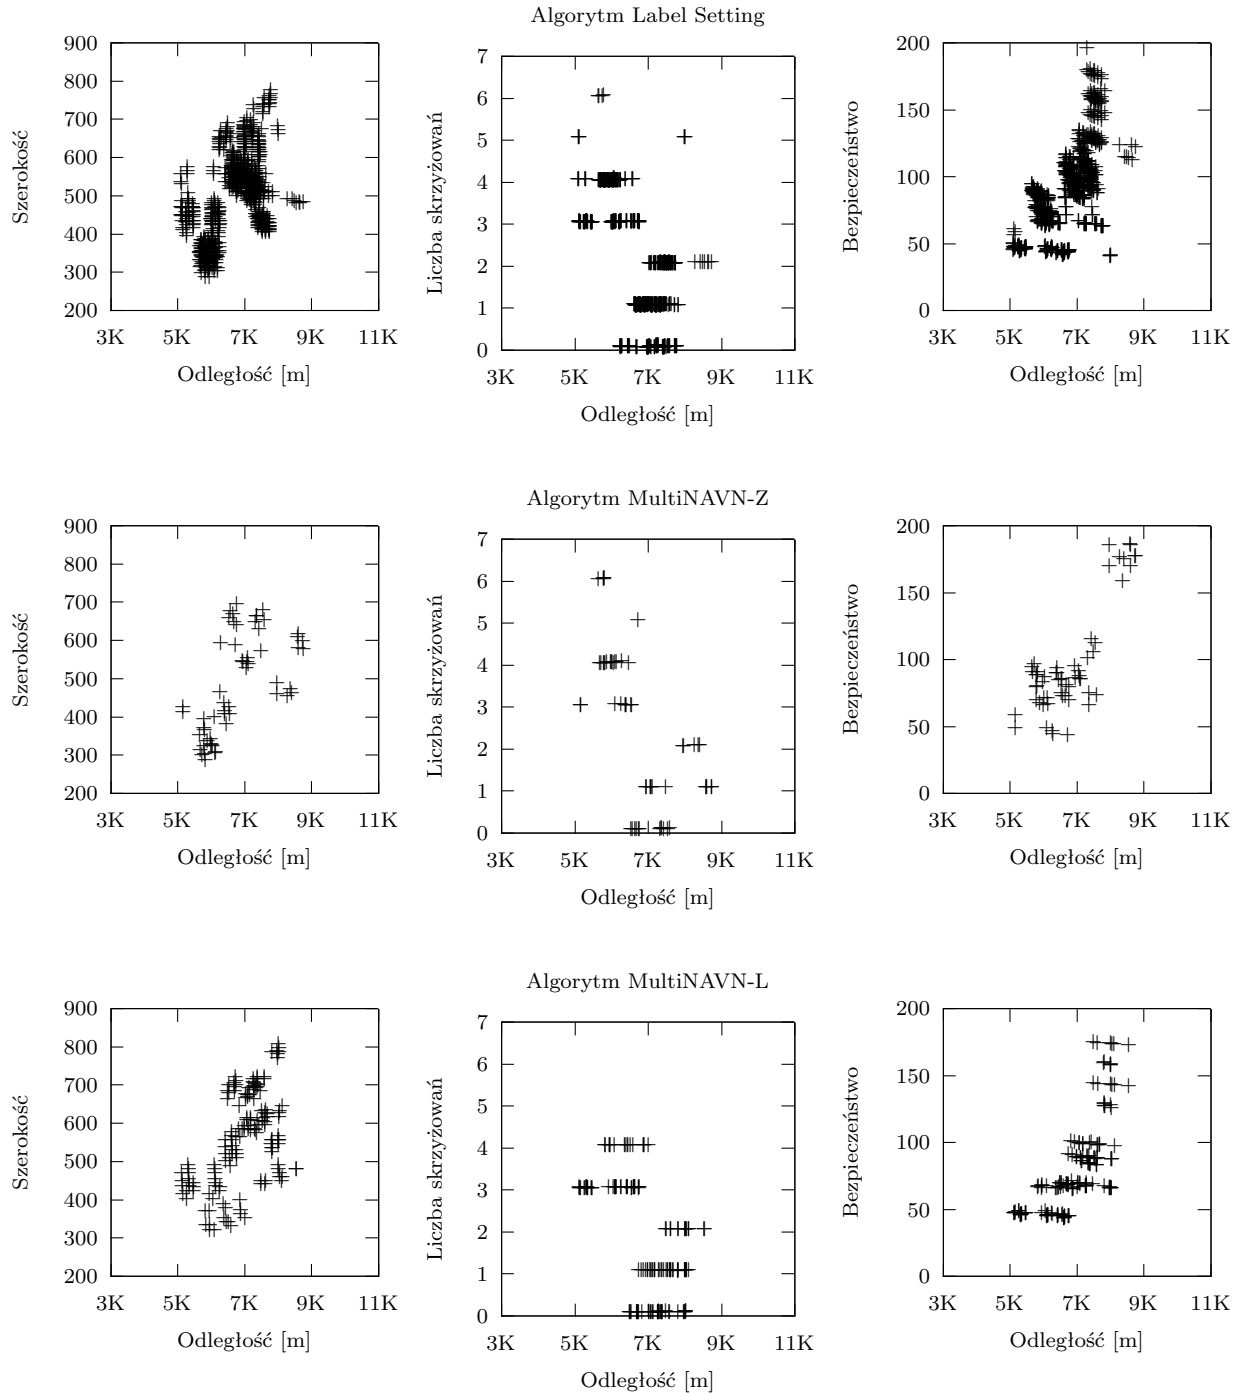 Algorytm Label Setting
Szerokość
900
800
700
600
500
400
300
200
3K 5K 7K 9K 11K
Odległość [m]
Liczba skrzyżowań
7
6
5
4
3
2
1
0
3K 5K 7K 9K 11K
Odległość [m]
Bezpieczeństwo
200
150
100
50
0
3K 5K 7K 9K 11K
Odległość [m]
Algorytm MultiNAVN-Z
Szerokość
900
800
700
600
500
400
300
200
3K 5K 7K 9K 11K
Odległość [m]
Liczba skrzyżowań
7
6
5
4
3
2
1
0
3K 5K 7K 9K 11K
Odległość [m]
Bezpieczeństwo
200
150
100
50
0
3K 5K 7K 9K 11K
Odległość [m]
Algorytm MultiNAVN-L
Szerokość
900
800
700
600
500
400
300
200
3K 5K 7K 9K 11K
Odległość [m]
Liczba skrzyżowań
7
6
5
4
3
2
1
0
3K 5K 7K 9K 11K
Odległość [m]
Bezpieczeństwo
200
150
100
50
0
3K 5K 7K 9K 11K
Odległość [m]